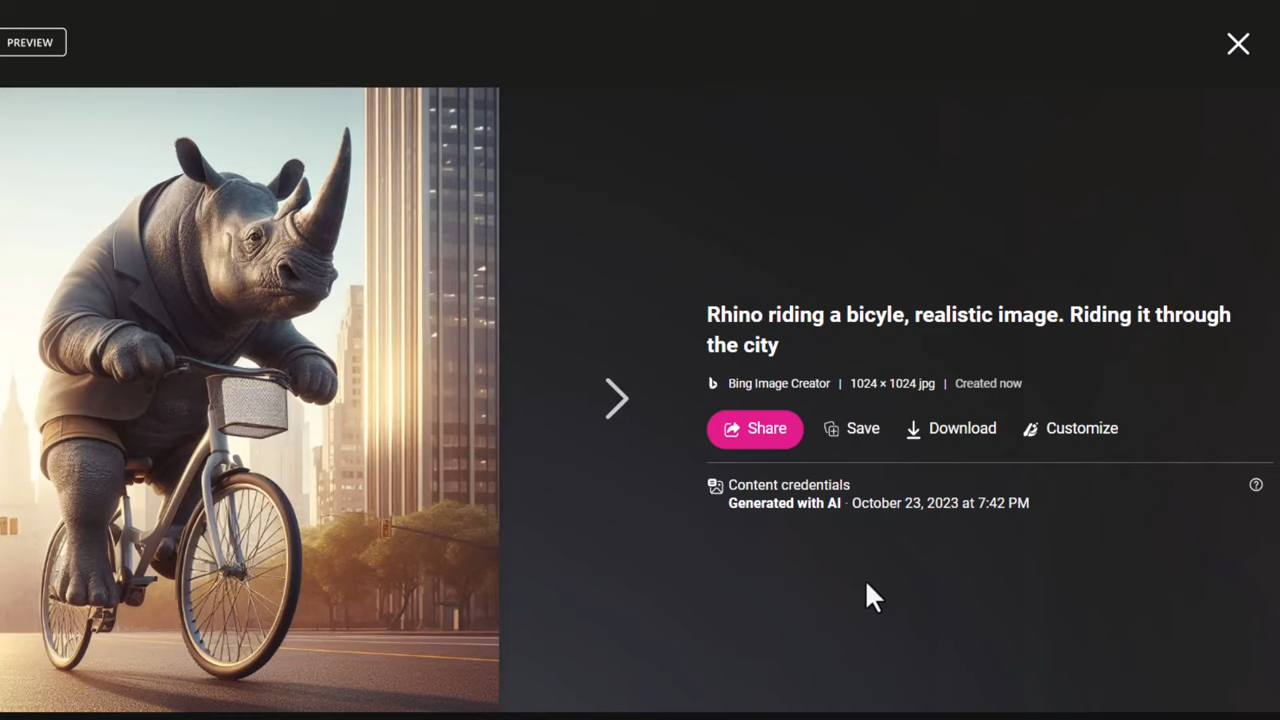 PREVIEW
Rhino riding a bicyle, realistic image. Riding it through
the city
Bing Image Creator | 1024 × 1024 jpg | Created now
Share Save Download Customize
Content credentials
Generated with AI · October 23, 2023 at 7:42 PM